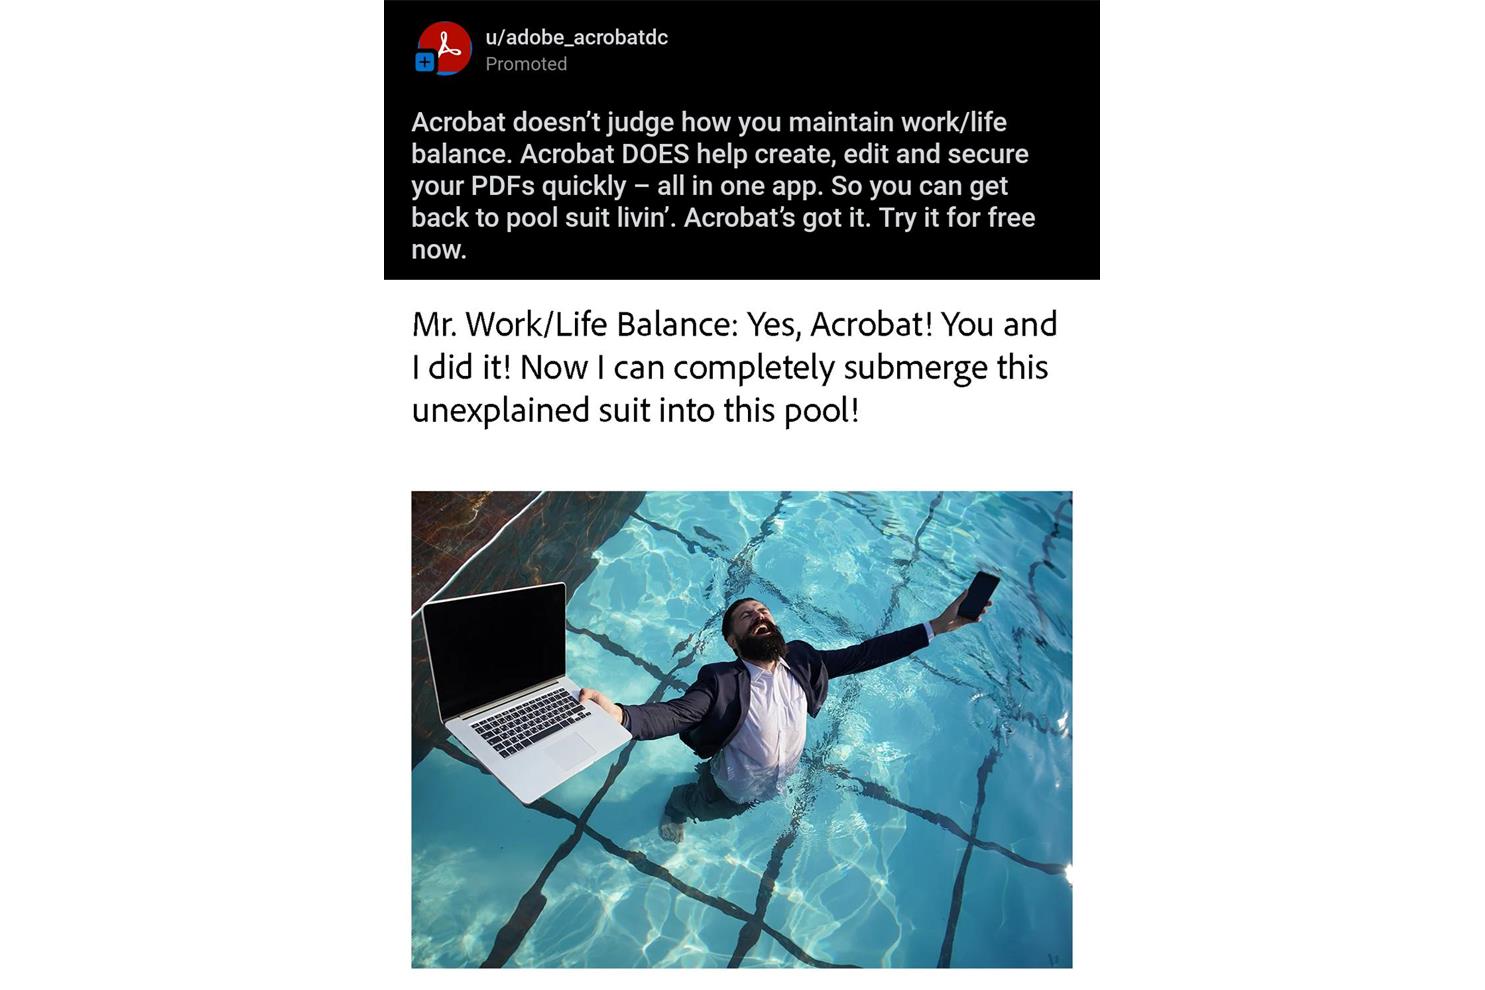 u/adobe_acrobatdc
Promoted
Acrobat doesn’t judge how you maintain work/life
balance. Acrobat DOES help create, edit and secure
your PDFs quickly – all in one app. So you can get
back to pool suit livin’. Acrobat’s got it. Try it for free
now.
Mr. Work/Life Balance: Yes, Acrobat! You and
I did it! Now I can completely submerge this
unexplained suit into this pool!